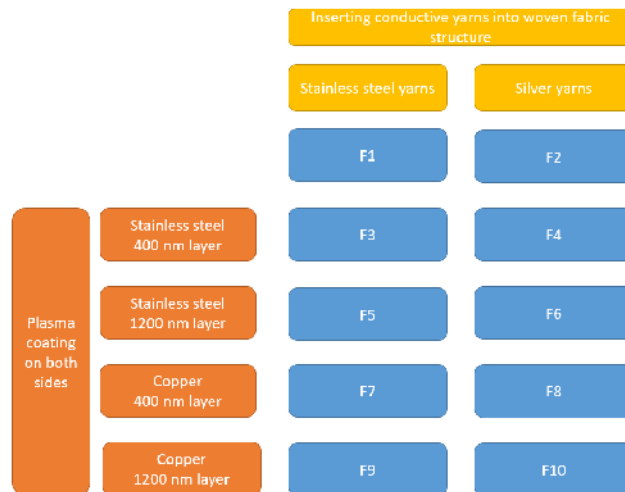 Inserting conductive yarns into woven fabric
structure
Stainless steel yarns
Silver yarns
F1
F2
Stainless steel
400 nm layer
F3
F4
Plasma
coating
on both
sides
Stainless steel
1200 nm layer
F5
F6
Copper
400 nm layer
F7
F8
Copper
1200 nm layer
F9
F10